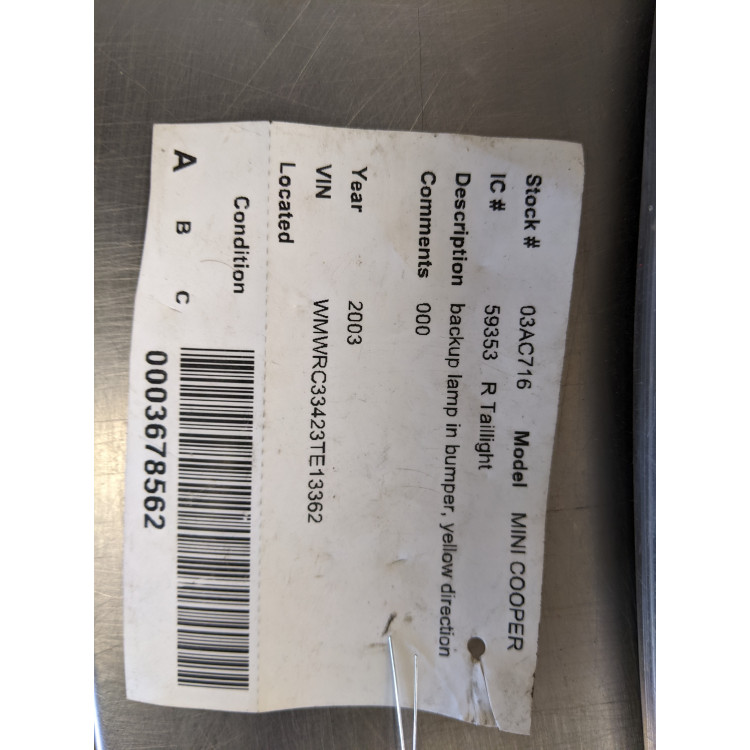 Stock # 03AC716 Model MINI COOPER
IC # 59353 R Taillight
Description backup lamp in bumper, yellow direction
Comments 000
Year 2003
VIN WMWRC33423TE13362
Located
Condition
A B C
0003678562